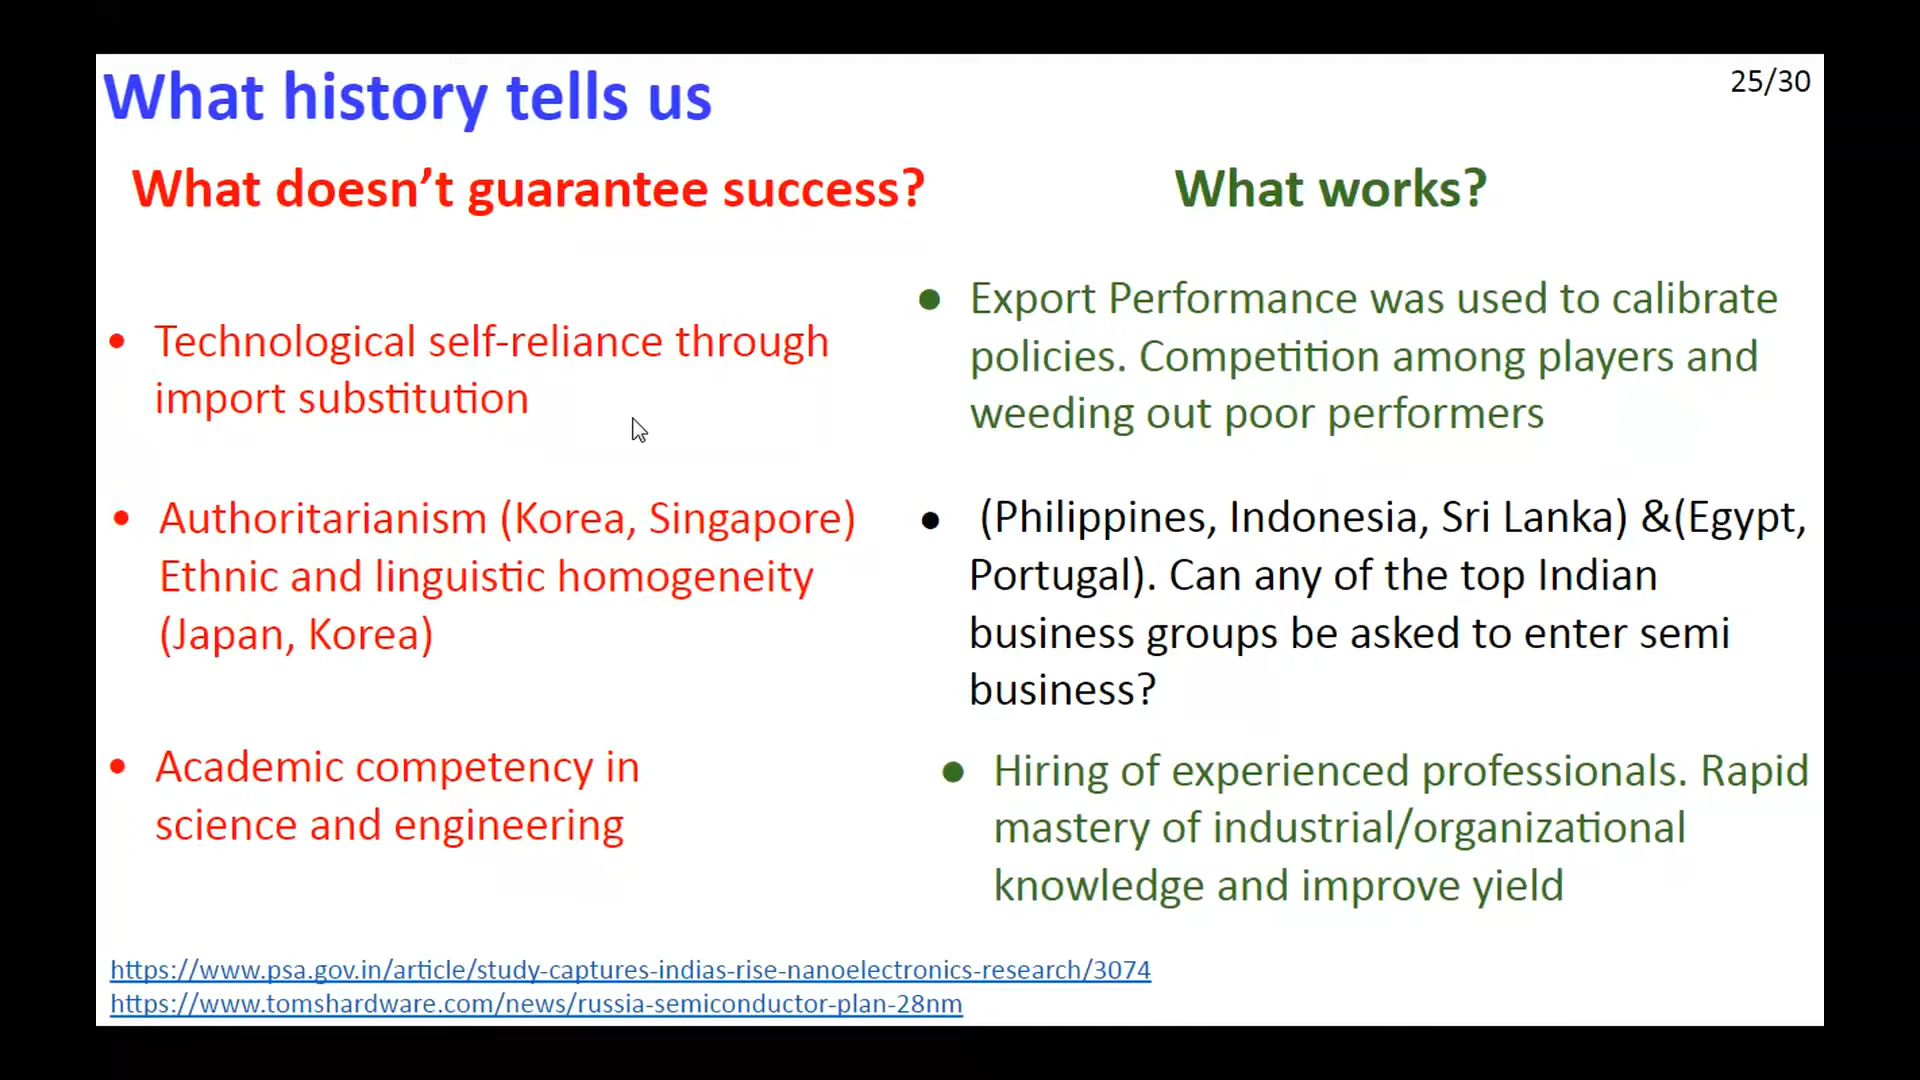 What history tells us
25/30
What doesn’t guarantee success?
• Technological self-reliance through
import substitution
• Authoritarianism (Korea, Singapore)
Ethnic and linguistic homogeneity
(Japan, Korea)
• Academic competency in
science and engineering
What works?
• Export Performance was used to calibrate
policies. Competition among players and
weeding out poor performers
• (Philippines, Indonesia, Sri Lanka) &(Egypt,
Portugal). Can any of the top Indian
business groups be asked to enter semi
business?
• Hiring of experienced professionals. Rapid
mastery of industrial/organizational
knowledge and improve yield
https://www.psa.gov.in/article/study-captures-indias-rise-nanoelectronics-research/3074
https://www.tomshardware.com/news/russia-semiconductor-plan-28nm